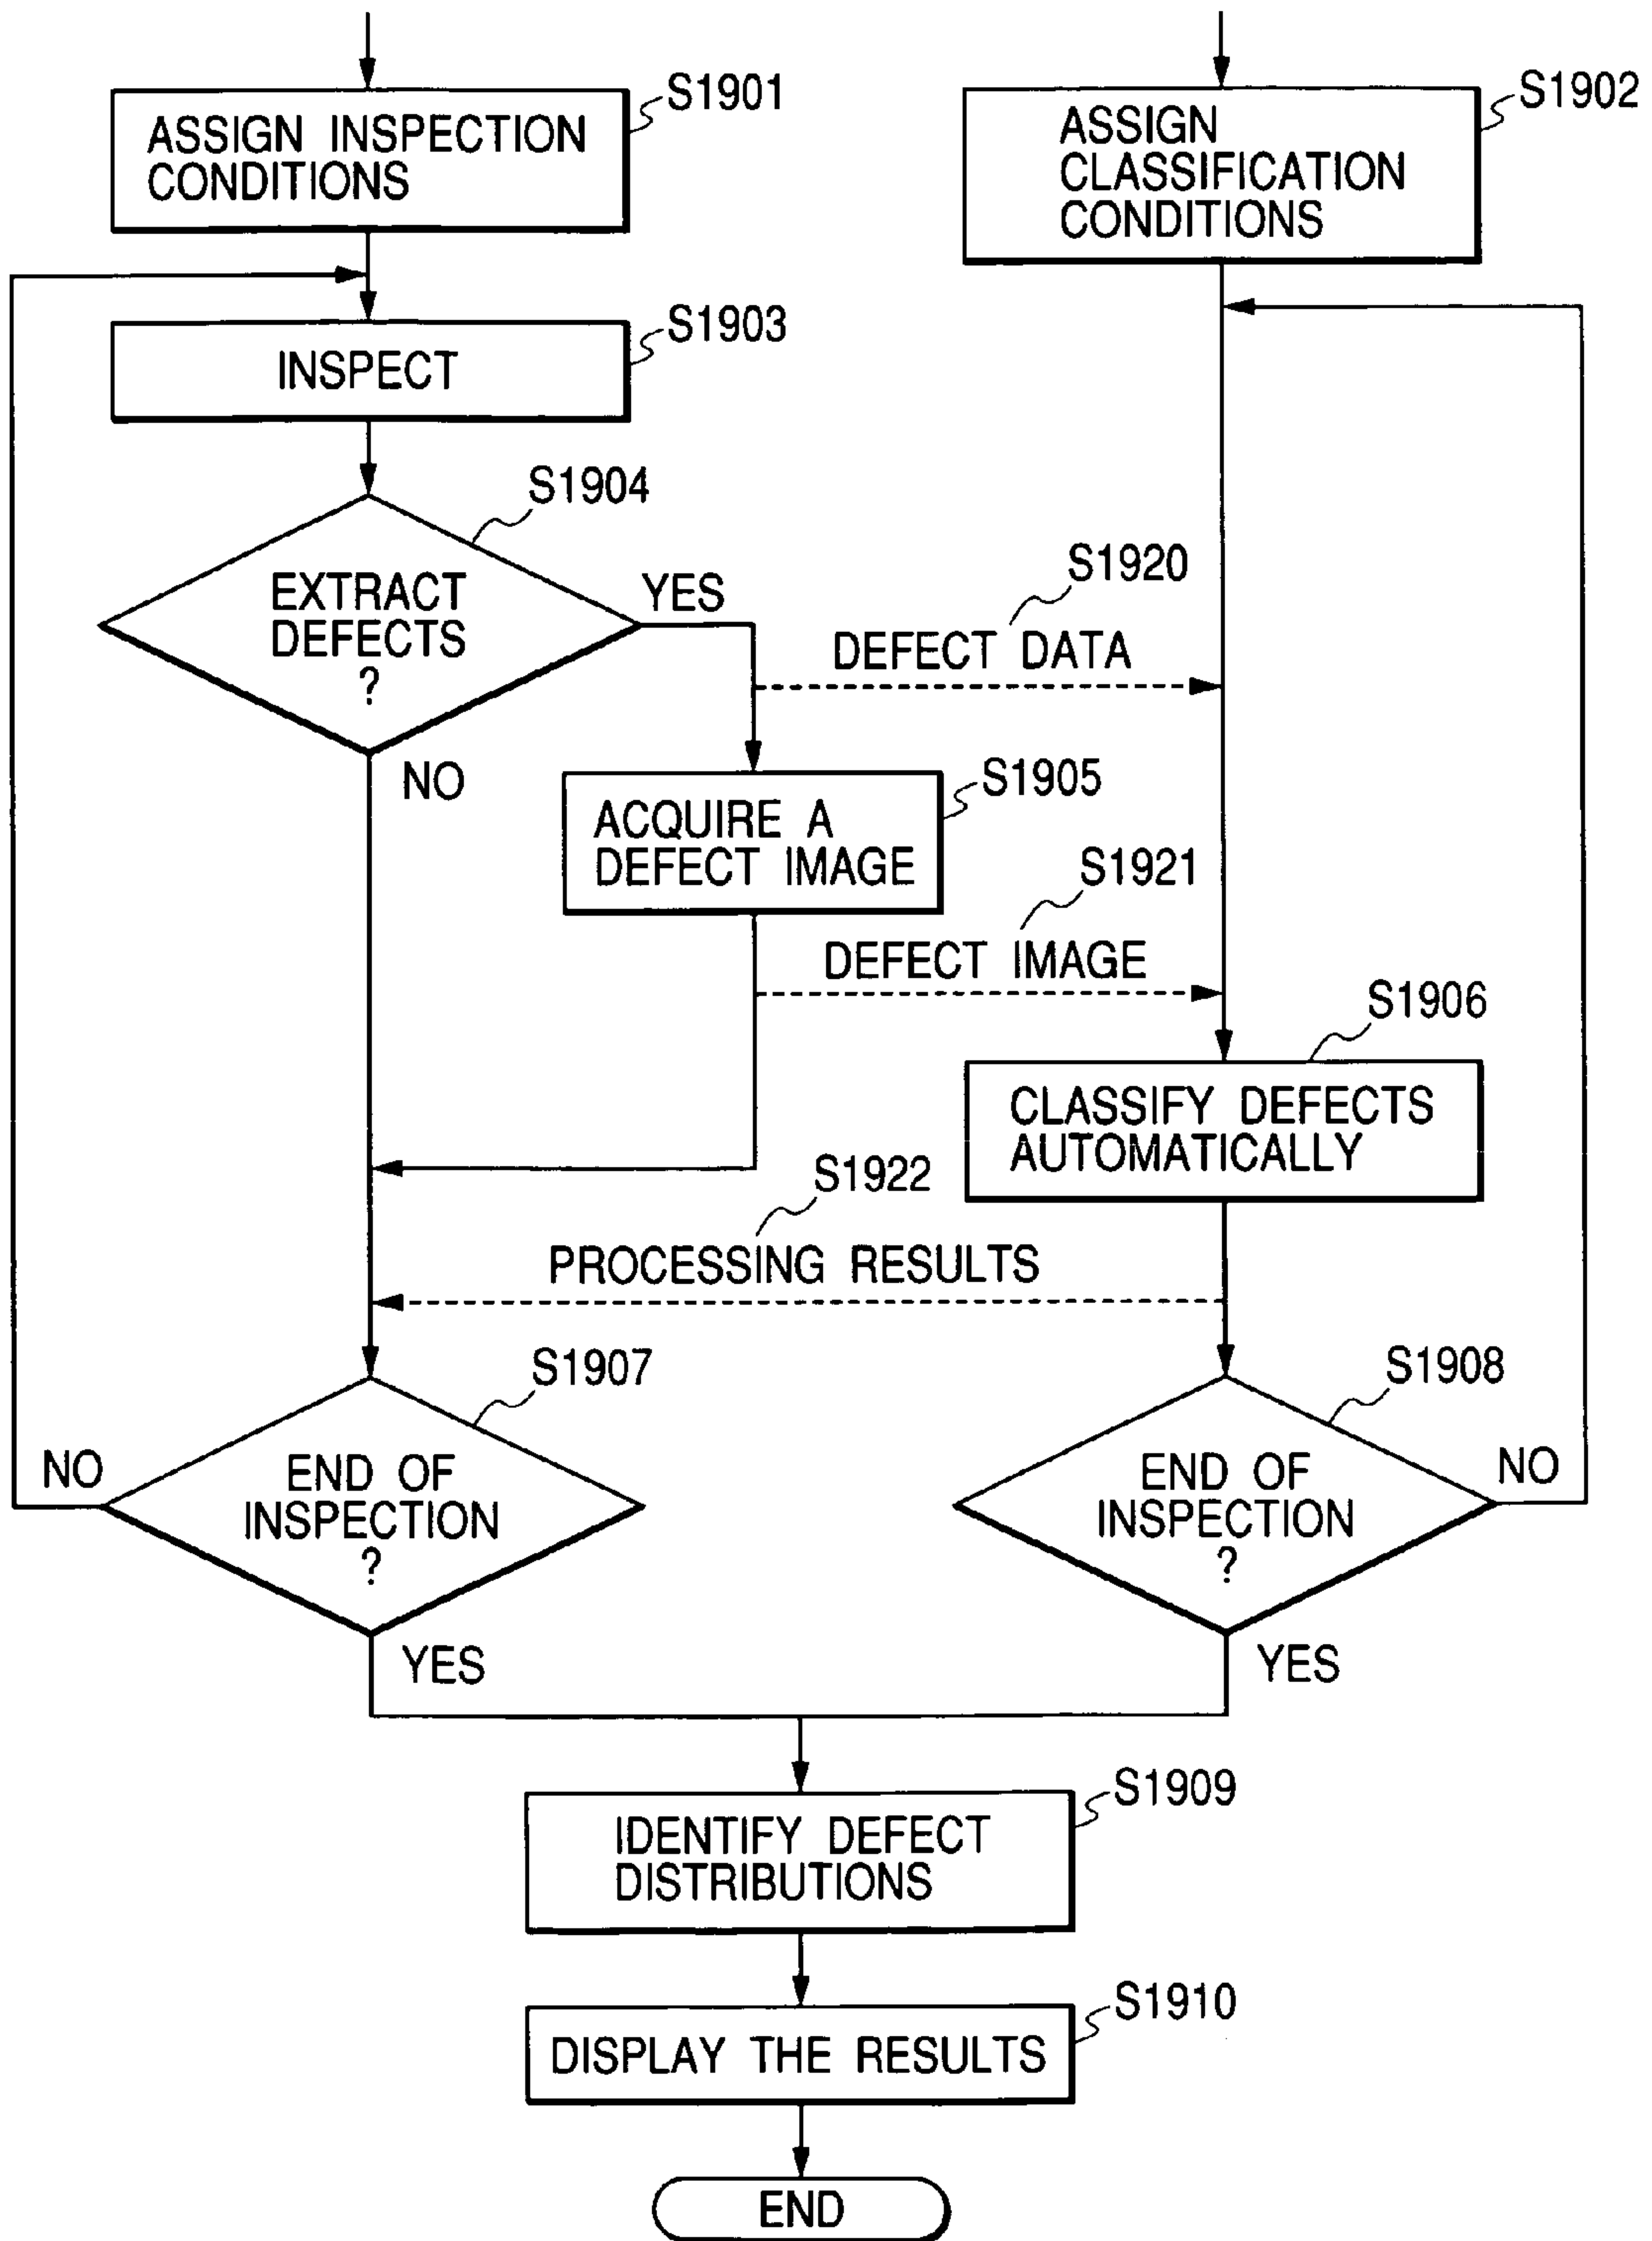 S1901
ASSIGN INSPECTION
CONDITIONS
S1902
ASSIGN
CLASSIFICATION
CONDITIONS
S1903
INSPECT
S1904
EXTRACT
DEFECTS
?
YES
NO
S1920
DEFECT DATA
S1905
ACQUIRE A
DEFECT IMAGE
S1921
DEFECT IMAGE
S1906
CLASSIFY DEFECTS
AUTOMATICALLY
S1922
PROCESSING RESULTS
S1907
END OF
INSPECTION
?
NO
YES
S1908
END OF
INSPECTION
?
NO
YES
S1909
IDENTIFY DEFECT
DISTRIBUTIONS
S1910
DISPLAY THE RESULTS
END